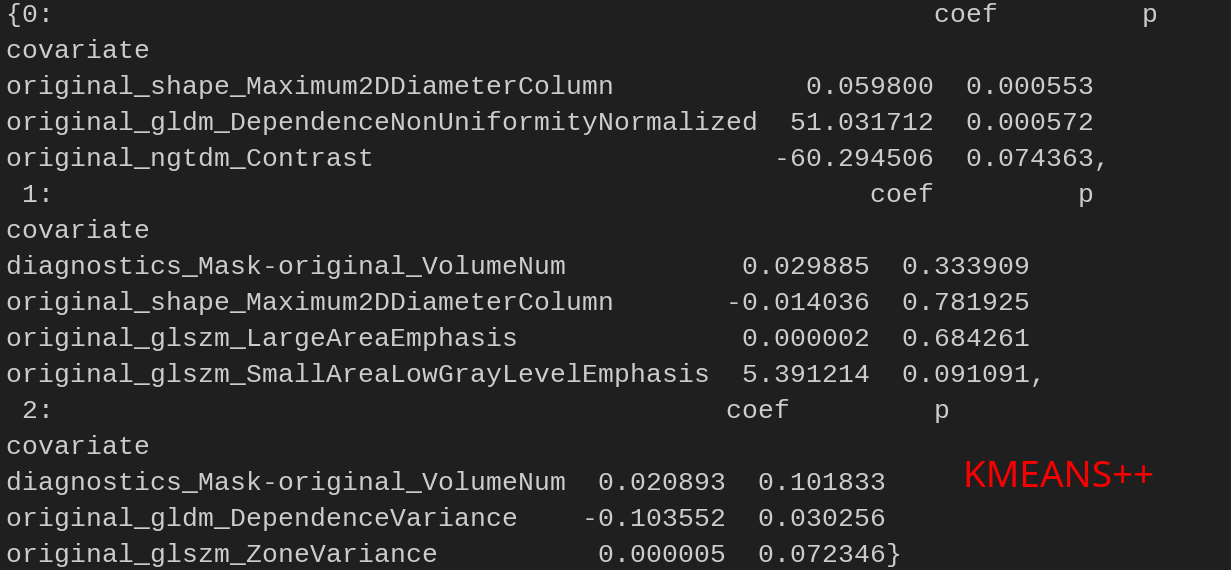 {0: coef p
covariate
original_shape_Maximum2DDiameterColumn 0.059800 0.000553
original_gldm_DependenceNonUniformityNormalized 51.031712 0.000572
original_ngtdm_Contrast -60.294506 0.074363,
1: coef p
covariate
diagnostics_Mask-original_VolumeNum 0.029885 0.333909
original_shape_Maximum2DDiameterColumn -0.014036 0.781925
original_glszm_LargeAreaEmphasis 0.000002 0.684261
original_glszm_SmallAreaLowGrayLevelEmphasis 5.391214 0.091091,
2: coef p
covariate
diagnostics_Mask-original_VolumeNum 0.020893 0.101833
KMEANS++
original_gldm_DependenceVariance -0.103552 0.030256
original_glszm_ZoneVariance 0.000005 0.072346}